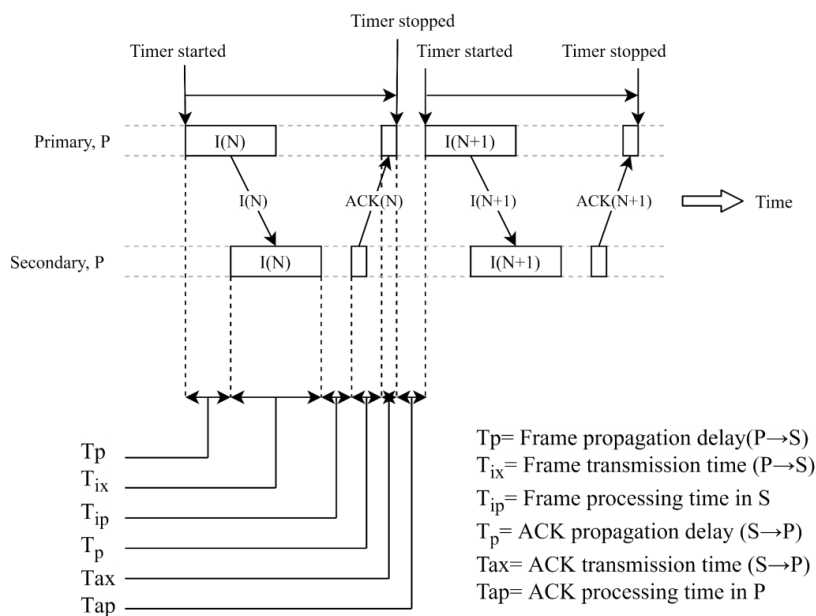 Timer stopped
Timer started
Timer started
Timer stopped
Primary, P
I(N)
I(N+1)
I(N)
ACK(N)
I(N+1)
ACK(N+1)
Time
Secondary, P
I(N)
I(N+1)
Tp
Tix
Tip
Tp
Tax
Tap
Tp= Frame propagation delay(P→S)
Tix= Frame transmission time (P→S)
Tip= Frame processing time in S
Tp= ACK propagation delay (S→P)
Tax= ACK transmission time (S→P)
Tap= ACK processing time in P